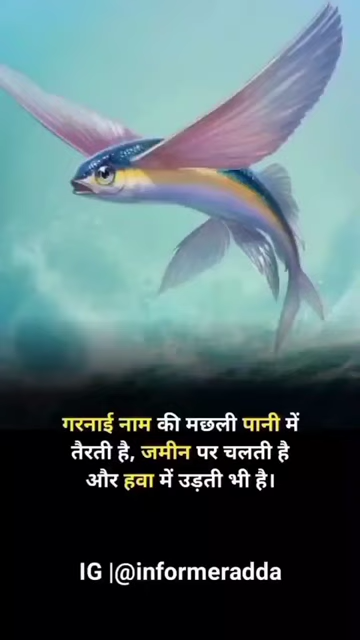 गरनाई नाम की मछली पानी में
तैरती है, जमीन पर चलती है
और हवा में उड़ती भी है।
IG |@informeradda